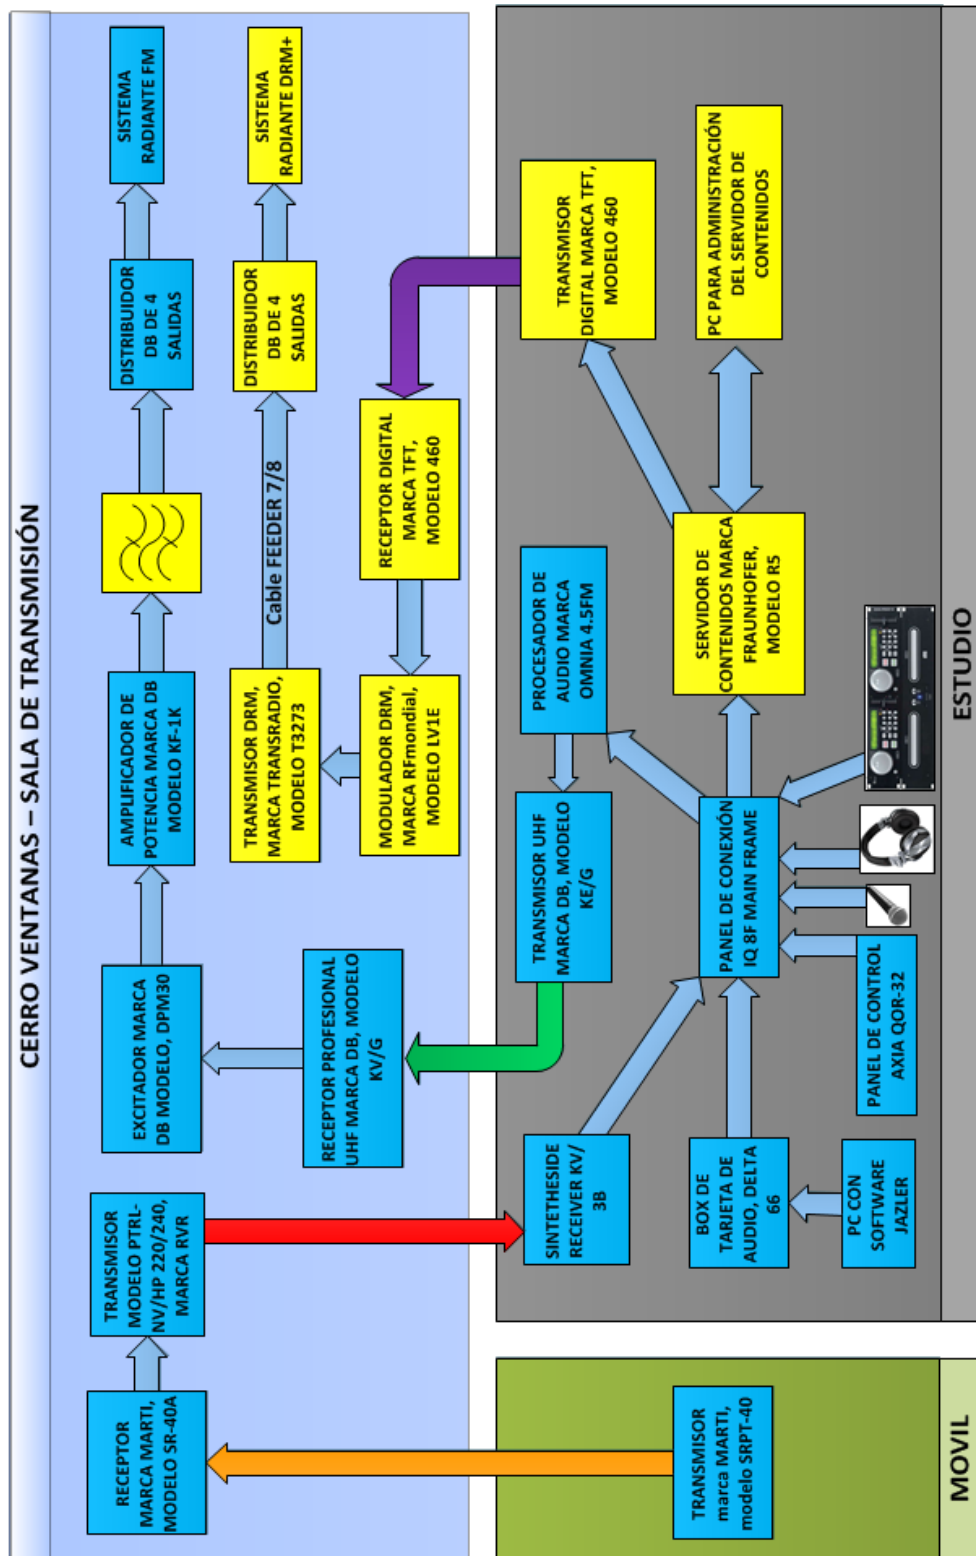 CERRO VENTANAS – SALA DE TRANSMISIÓN
RECEPTOR
MARCA MARTI,
MODELO SR-40A
TRANSMISOR
MODELO PTRL-
NV/HP 220/240,
MARCA RVR
EXCITADOR MARCA
DB MODELO, DPM30
AMPLIFICADOR DE
POTENCIA MARCA DB
MODELO KF-1K
DISTRIBUIDOR
DB DE 4
SALIDAS
SISTEMA
RADIANTE FM
TRANSMISOR DRM,
MARCA TRANSRADIO,
MODELO T3273
Cable FEEDER 7/8
DISTRIBUIDOR
DB DE 4
SALIDAS
SISTEMA
RADIANTE DRM+
RECEPTOR PROFESIONAL
UHF MARCA DB, MODELO
KV/G
MODULADOR DRM,
MARCA RFmondial,
MODELO LV1E
RECEPTOR DIGITAL
MARCA TFT,
MODELO 460
SINTETHESIDE
RECEIVER KV/
3B
TRANSMISOR UHF
MARCA DB, MODELO
KE/G
PROCESADOR DE
AUDIO MARCA
OMNIA 4.5FM
TRANSMISOR
DIGITAL MARCA TFT,
MODELO 460
TRANSMISOR
marca MARTI,
modelo SRPT-40
BOX DE
TARJETA DE
AUDIO, DELTA
66
PANEL DE CONEXIÓN
IQ 8F MAIN FRAME
SERVIDOR DE
CONTENIDOS MARCA
FRAUNHOFER,
MODELO R5
PC PARA ADMINISTRACIÓN
DEL SERVIDOR DE
CONTENIDOS
PC CON
SOFTWARE
JAZLER
PANEL DE CONTROL
AXIA QOR-32
MOVIL
ESTUDIO